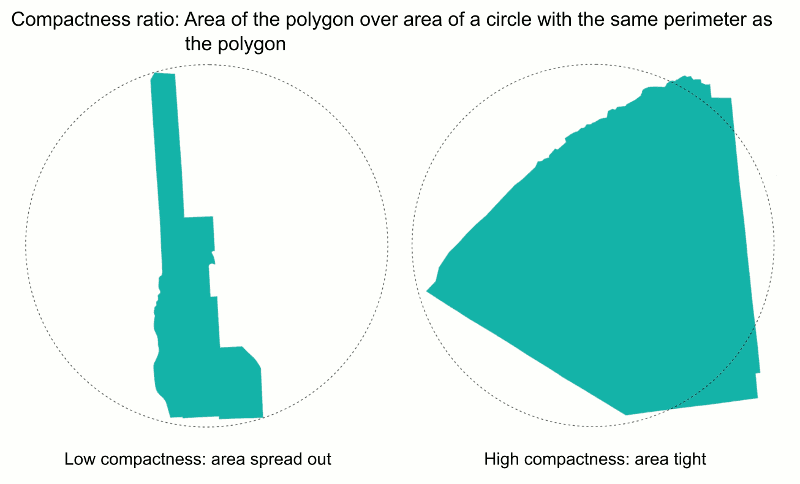 Compactness ratio: Area of the polygon over area of a circle with the same perimeter as
the polygon
Low compactness: area spread out
High compactness: area tight